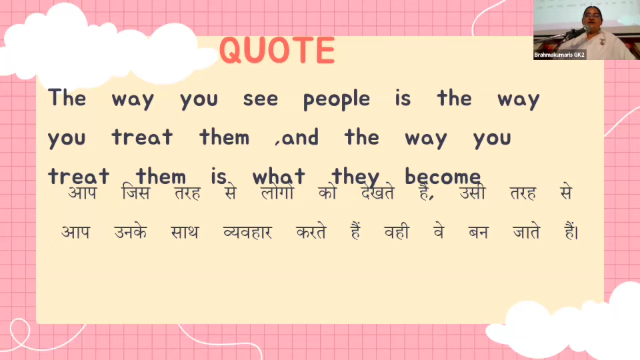 QUOTE
The way you see people is the way
you treat them ,and the way you
treat them is what they become
आप जिस तरह से लोगो को देखते हैं, उसी तरह से
आप उनके साथ व्यवहार करते हैं वही वे बन जाते हैं।
Brahmakumaris GK2